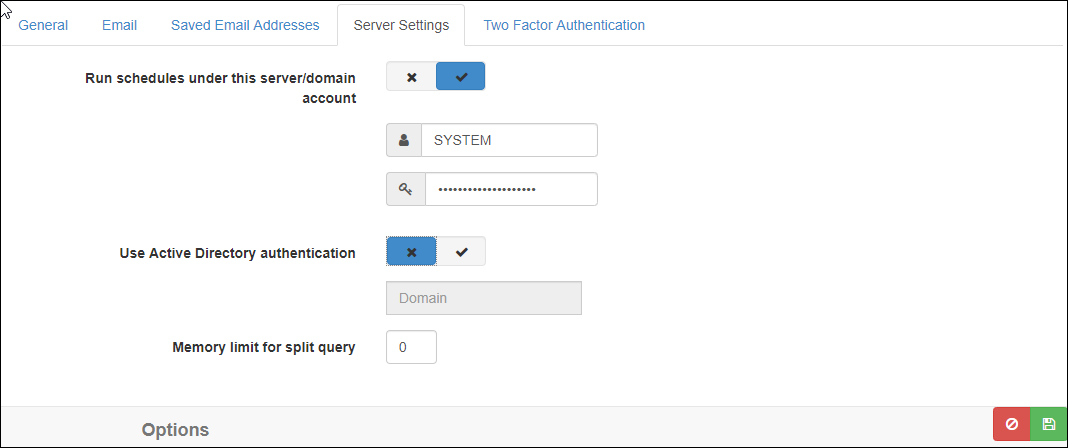 General
Email
Saved Email Addresses
Server Settings
Two Factor Authentication
Run schedules under this server/domain
account
SYSTEM
••••••••••••••••••••
Use Active Directory authentication
Domain
Memory limit for split query
0
Options